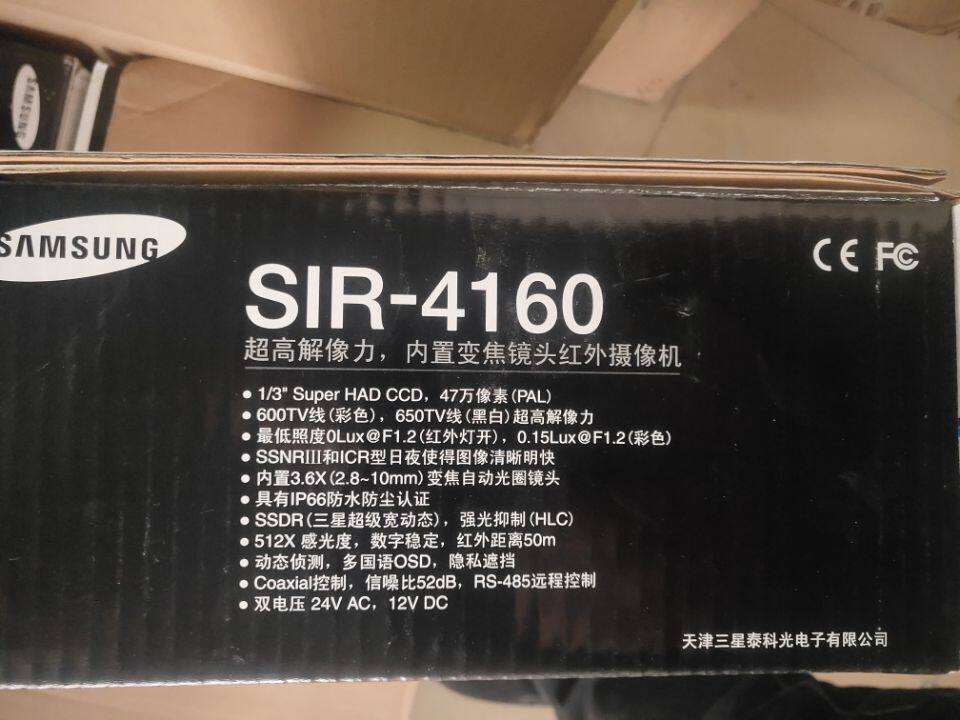 SAMSUNG
SAMSUNG
CE FC
SIR-4160
超高解像力，内置变焦镜头红外摄像机
● 1/3" Super HAD CCD，47万像素(PAL)
● 600TV线(彩色)，650TV线(黑白)超高解像力
● 最低照度0Lux@F1.2(红外灯开)，0.15Lux@F1.2(彩色)
● SSNRIII和ICR型日夜使得图像清晰明快
● 内置3.6X(2.8~10mm)变焦自动光圈镜头
● 具有IP66防水防尘认证
● SSDR(三星超级宽动态)，强光抑制(HLC)
● 512X 感光度，数字稳定，红外距离50m
● 动态侦测，多国语OSD，隐私遮挡
● Coaxial控制，信噪比52dB，RS-485远程控制
● 双电压 24V AC，12V DC
天津三星泰科光电子有限公司